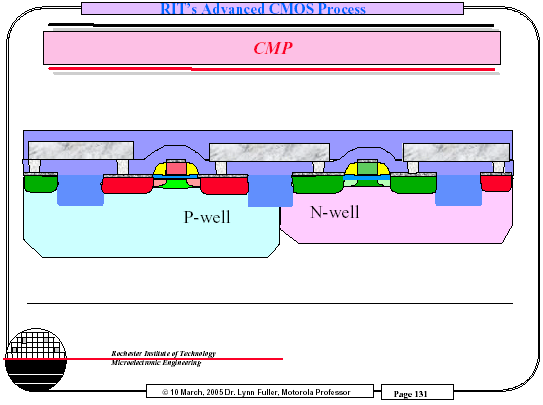 RIT's Advanced CMOS Process
CMP
P-well
N-well
Rochester Institute of Technology
Microelectronic Engineering
© 10 March, 2005 Dr. Lynn Fuller, Motorola Professor
Page 131